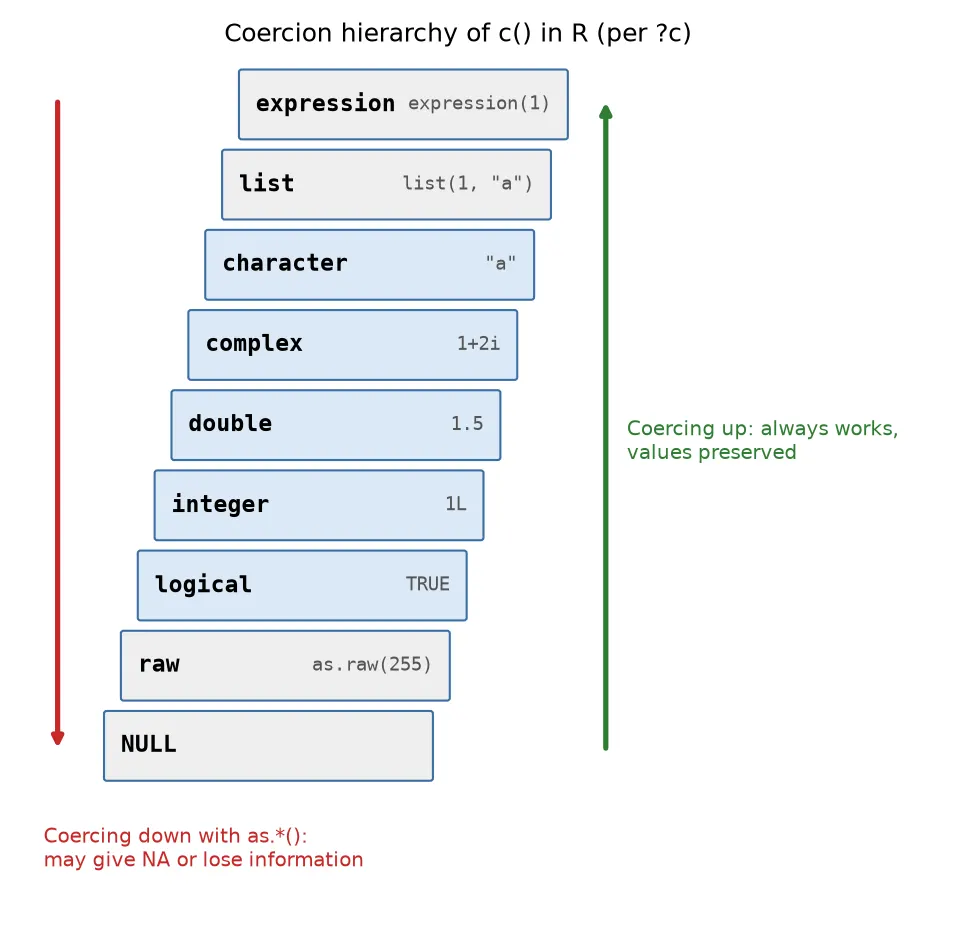 Coercion hierarchy of c() in R (per ?c)
expression expression(1)
list list(1, "a")
character "a"
complex 1+2i
double 1.5
integer 1L
logical TRUE
raw as.raw(255)
NULL
Coercing up: always works,
values preserved
Coercing down with as.*():
may give NA or lose information